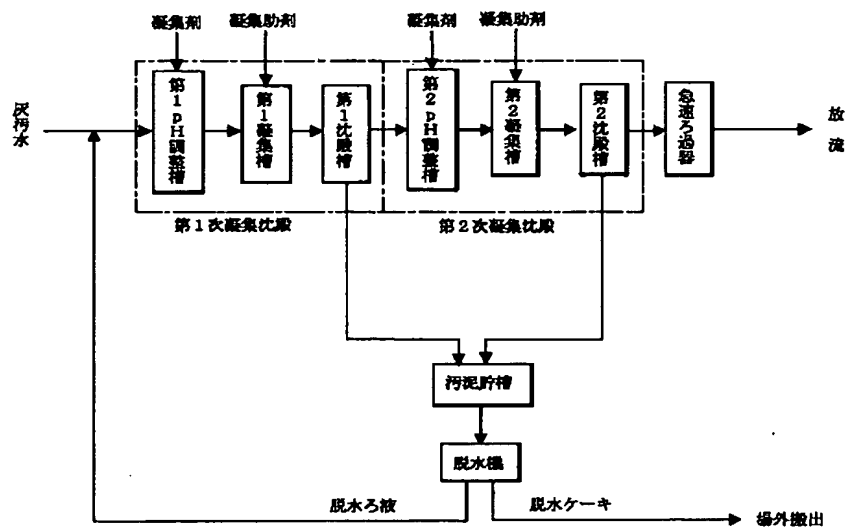 凝集剤
凝集助剤
凝集剤
凝集助剤
灰汚水
第1pH調整槽
第1凝集槽
第1沈殿槽
第2pH調整槽
第2凝集槽
第2沈殿槽
急速ろ過器
放流
第1次凝集沈殿
第2次凝集沈殿
汚泥貯槽
脱水機
脱水ろ液
脱水ケーキ
場外搬出